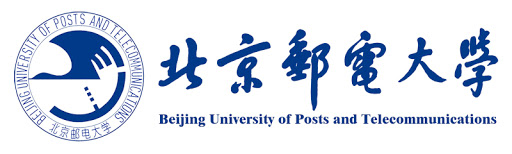 BEIJING UNIVERSITY OF POSTS AND TELECOMMUNICATIONS
北京邮电大学
北京郵電大學
Beijing University of Posts and Telecommunications